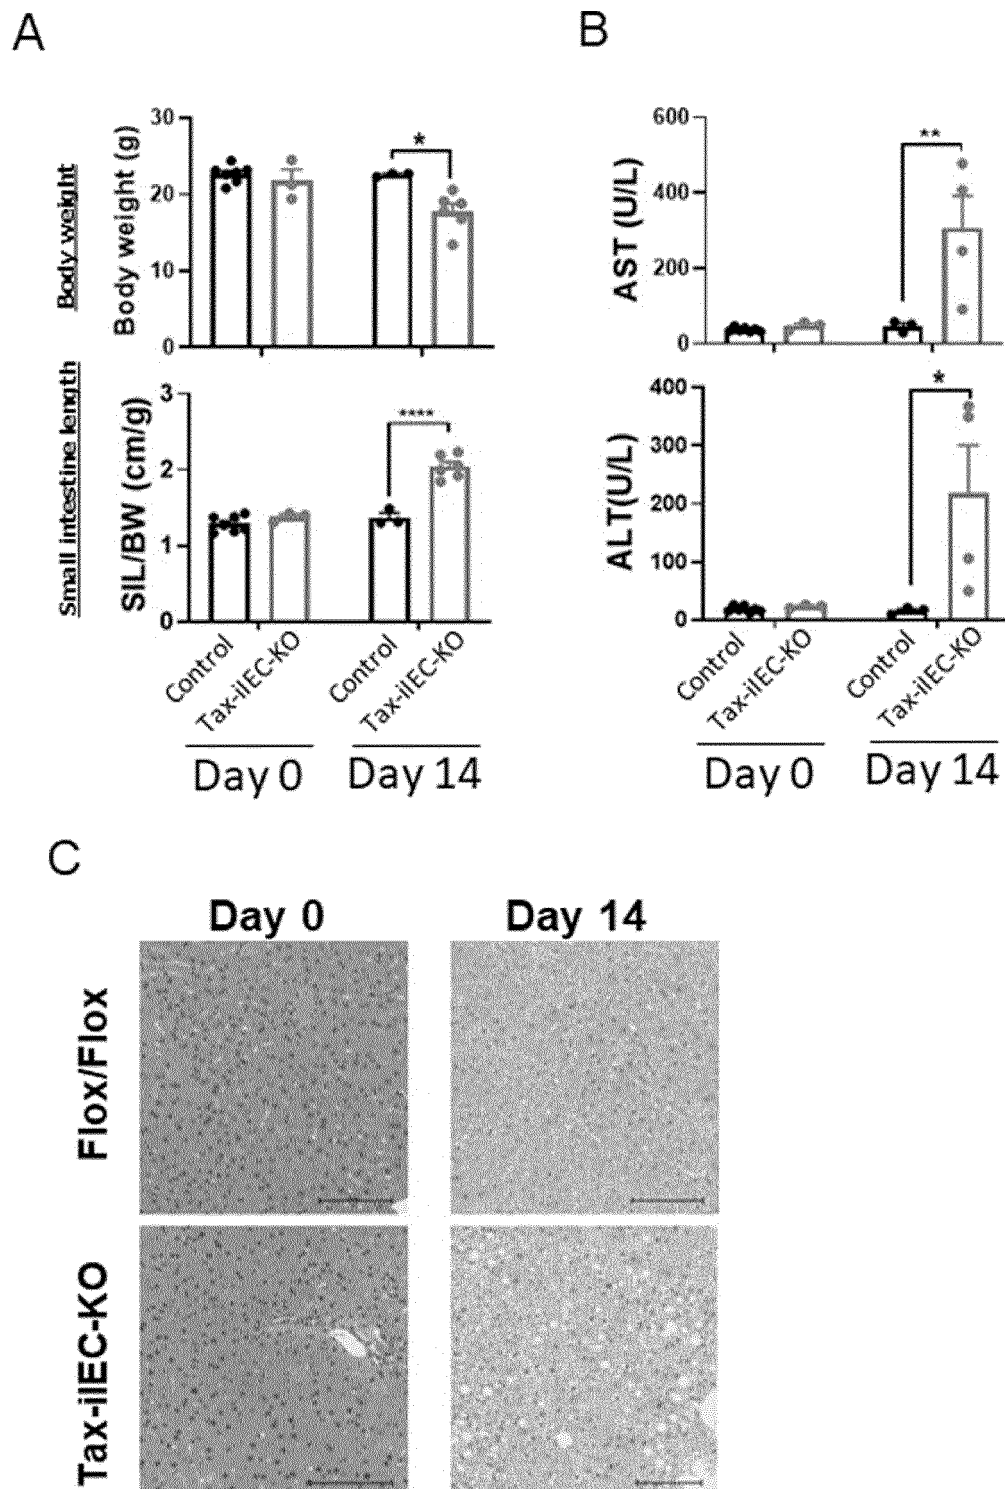 A
B
Body weight
Body weight (g)
30
20
10
0
*
AST (U/L)
600
400
200
0
**
Small intestine length
SIL/BW (cm/g)
3
2
1
0
****
ALT(U/L)
400
300
200
100
0
*
Control
Tax-iIEC-KO
Control
Tax-iIEC-KO
Day 0
Day 14
Control
Tax-iIEC-KO
Control
Tax-iIEC-KO
Day 0
Day 14
C
Day 0
Day 14
Flox/Flox
Tax-iIEC-KO